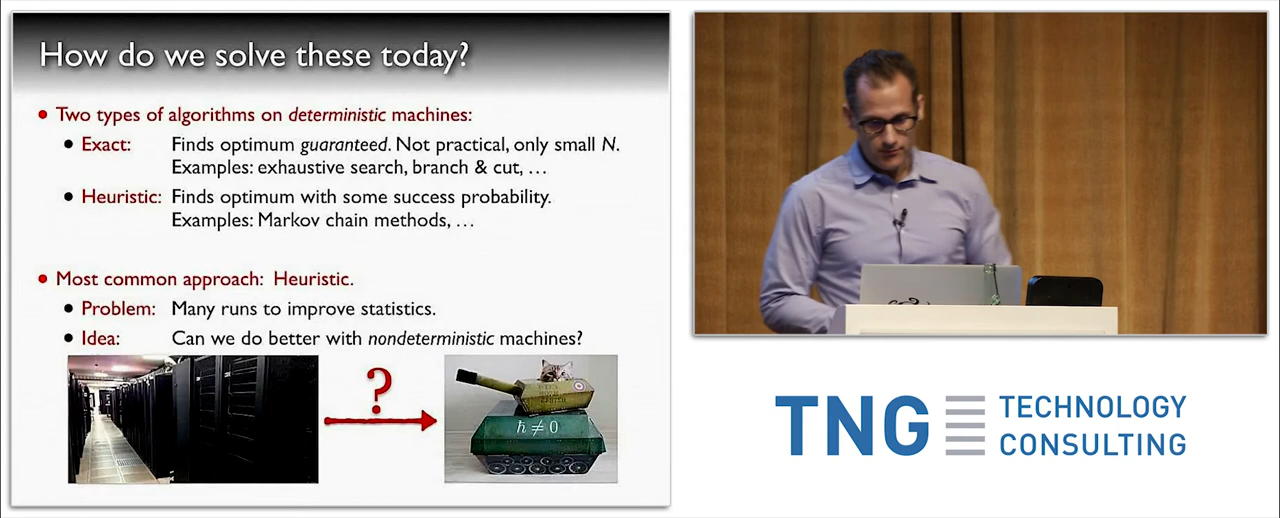 How do we solve these today?
• Two types of algorithms on deterministic machines:
• Exact: Finds optimum guaranteed. Not practical, only small N.
Examples: exhaustive search, branch & cut, …
• Heuristic: Finds optimum with some success probability.
Examples: Markov chain methods, …
• Most common approach: Heuristic.
• Problem: Many runs to improve statistics.
• Idea: Can we do better with nondeterministic machines?
?
ħ ≠ 0
TNG TECHNOLOGY
CONSULTING